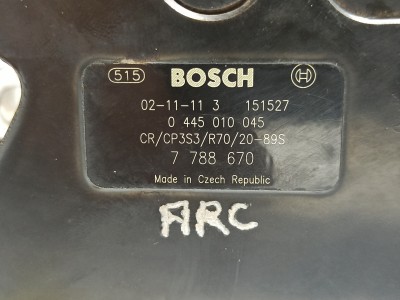 515 BOSCH
02-11-11 3 151527
0 445 010 045
CR/CP3S3/R70/20-89S
7 788 670
Made in Czech Republic
ARC